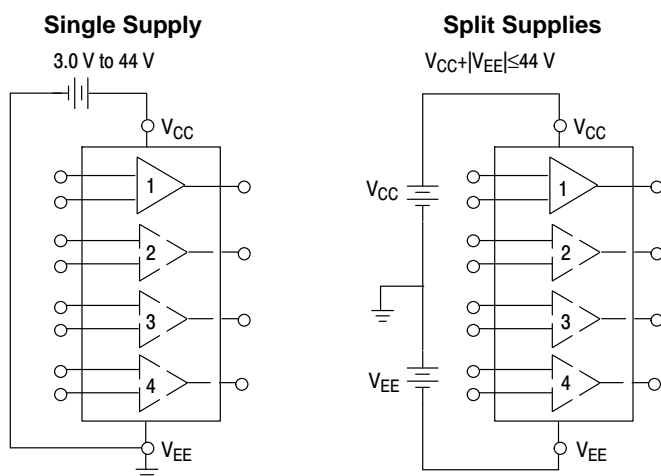 Single Supply
3.0 V to 44 V
VCC
1
2
3
4
VEE
Split Supplies
VCC+|VEE|≤44 V
VCC
VCC
1
2
3
VEE
4
VEE